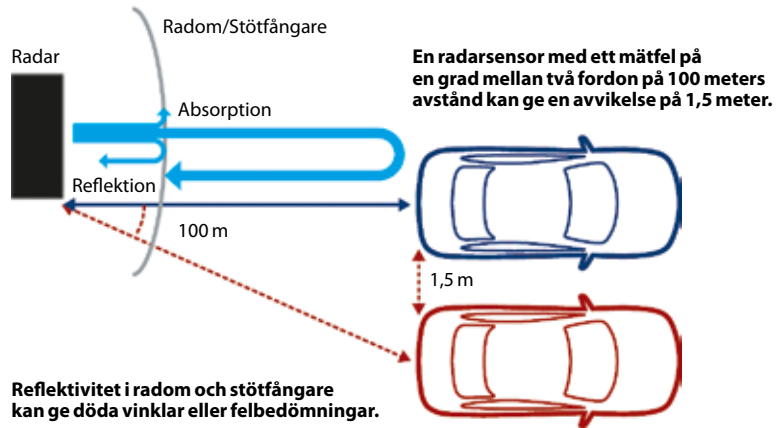 Radom/Stötfångare
Radar
En radarsensor med ett mätfel på
en grad mellan två fordon på 100 meters
avstånd kan ge en avvikelse på 1,5 meter.
Absorption
Reflektion
100 m
1,5 m
Reflektivitet i radom och stötfångare
kan ge döda vinklar eller felbedömningar.